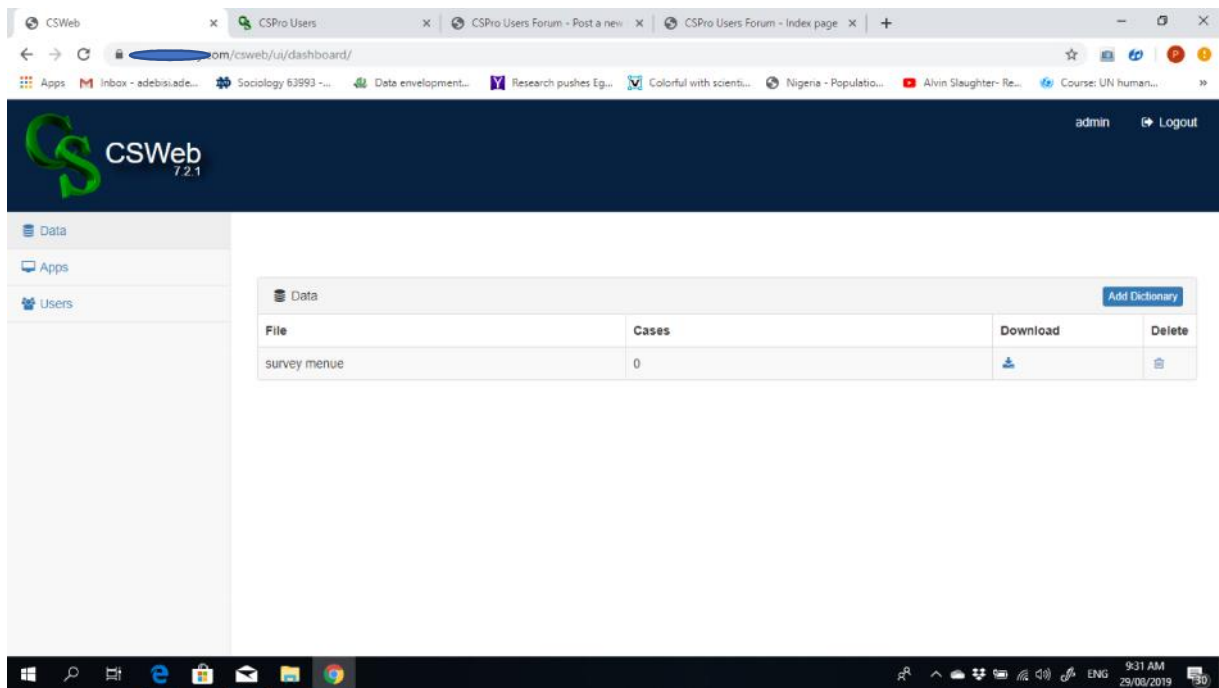 CSWeb CSPro Users CSPro Users Forum - Post a new CSPro Users Forum - Index page
om/csweb/ui/dashboard/
Apps Inbox - adebisi.ade... Sociology 63993 -... Data envelopment... Research pushes Eg... Colorful with scienti... Nigeria - Populatio... Alvin Slaughter- Re... Course: UN human... »
admin Logout
CSWeb
7.2.1
Data
Apps
Users
Data Add Dictionary
File Cases Download Delete
survey menue 0
ENG 9:31 AM
29/08/2019
30